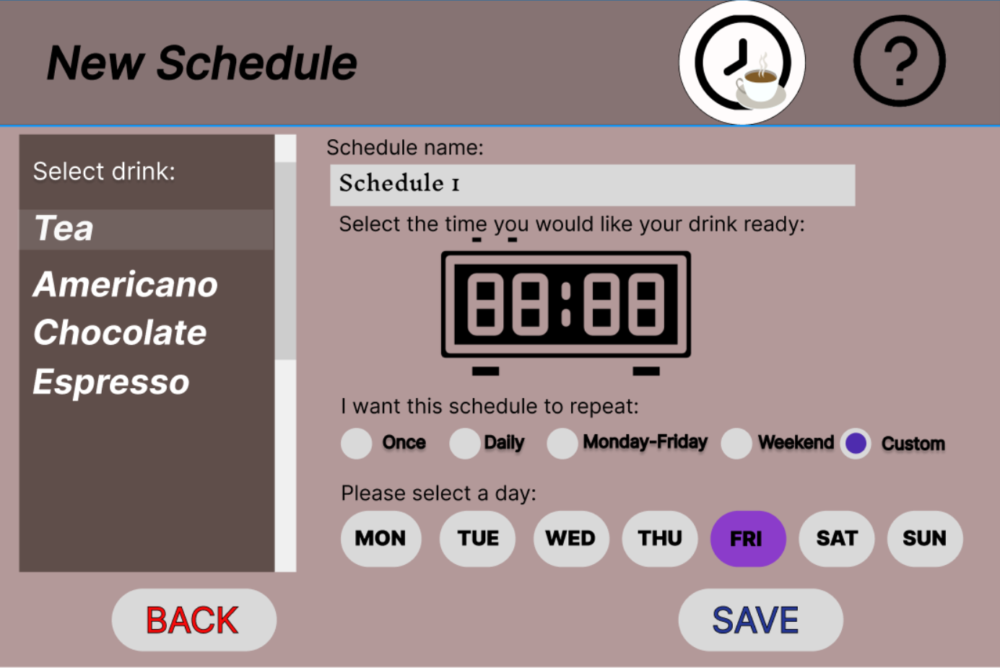 New Schedule
?
Select drink:
Tea
Americano
Chocolate
Espresso
Schedule name:
Schedule 1
Select the time you would like your drink ready:
88:88
I want this schedule to repeat:
Once Daily Monday-Friday Weekend Custom
Please select a day:
MON TUE WED THU FRI SAT SUN
BACK SAVE